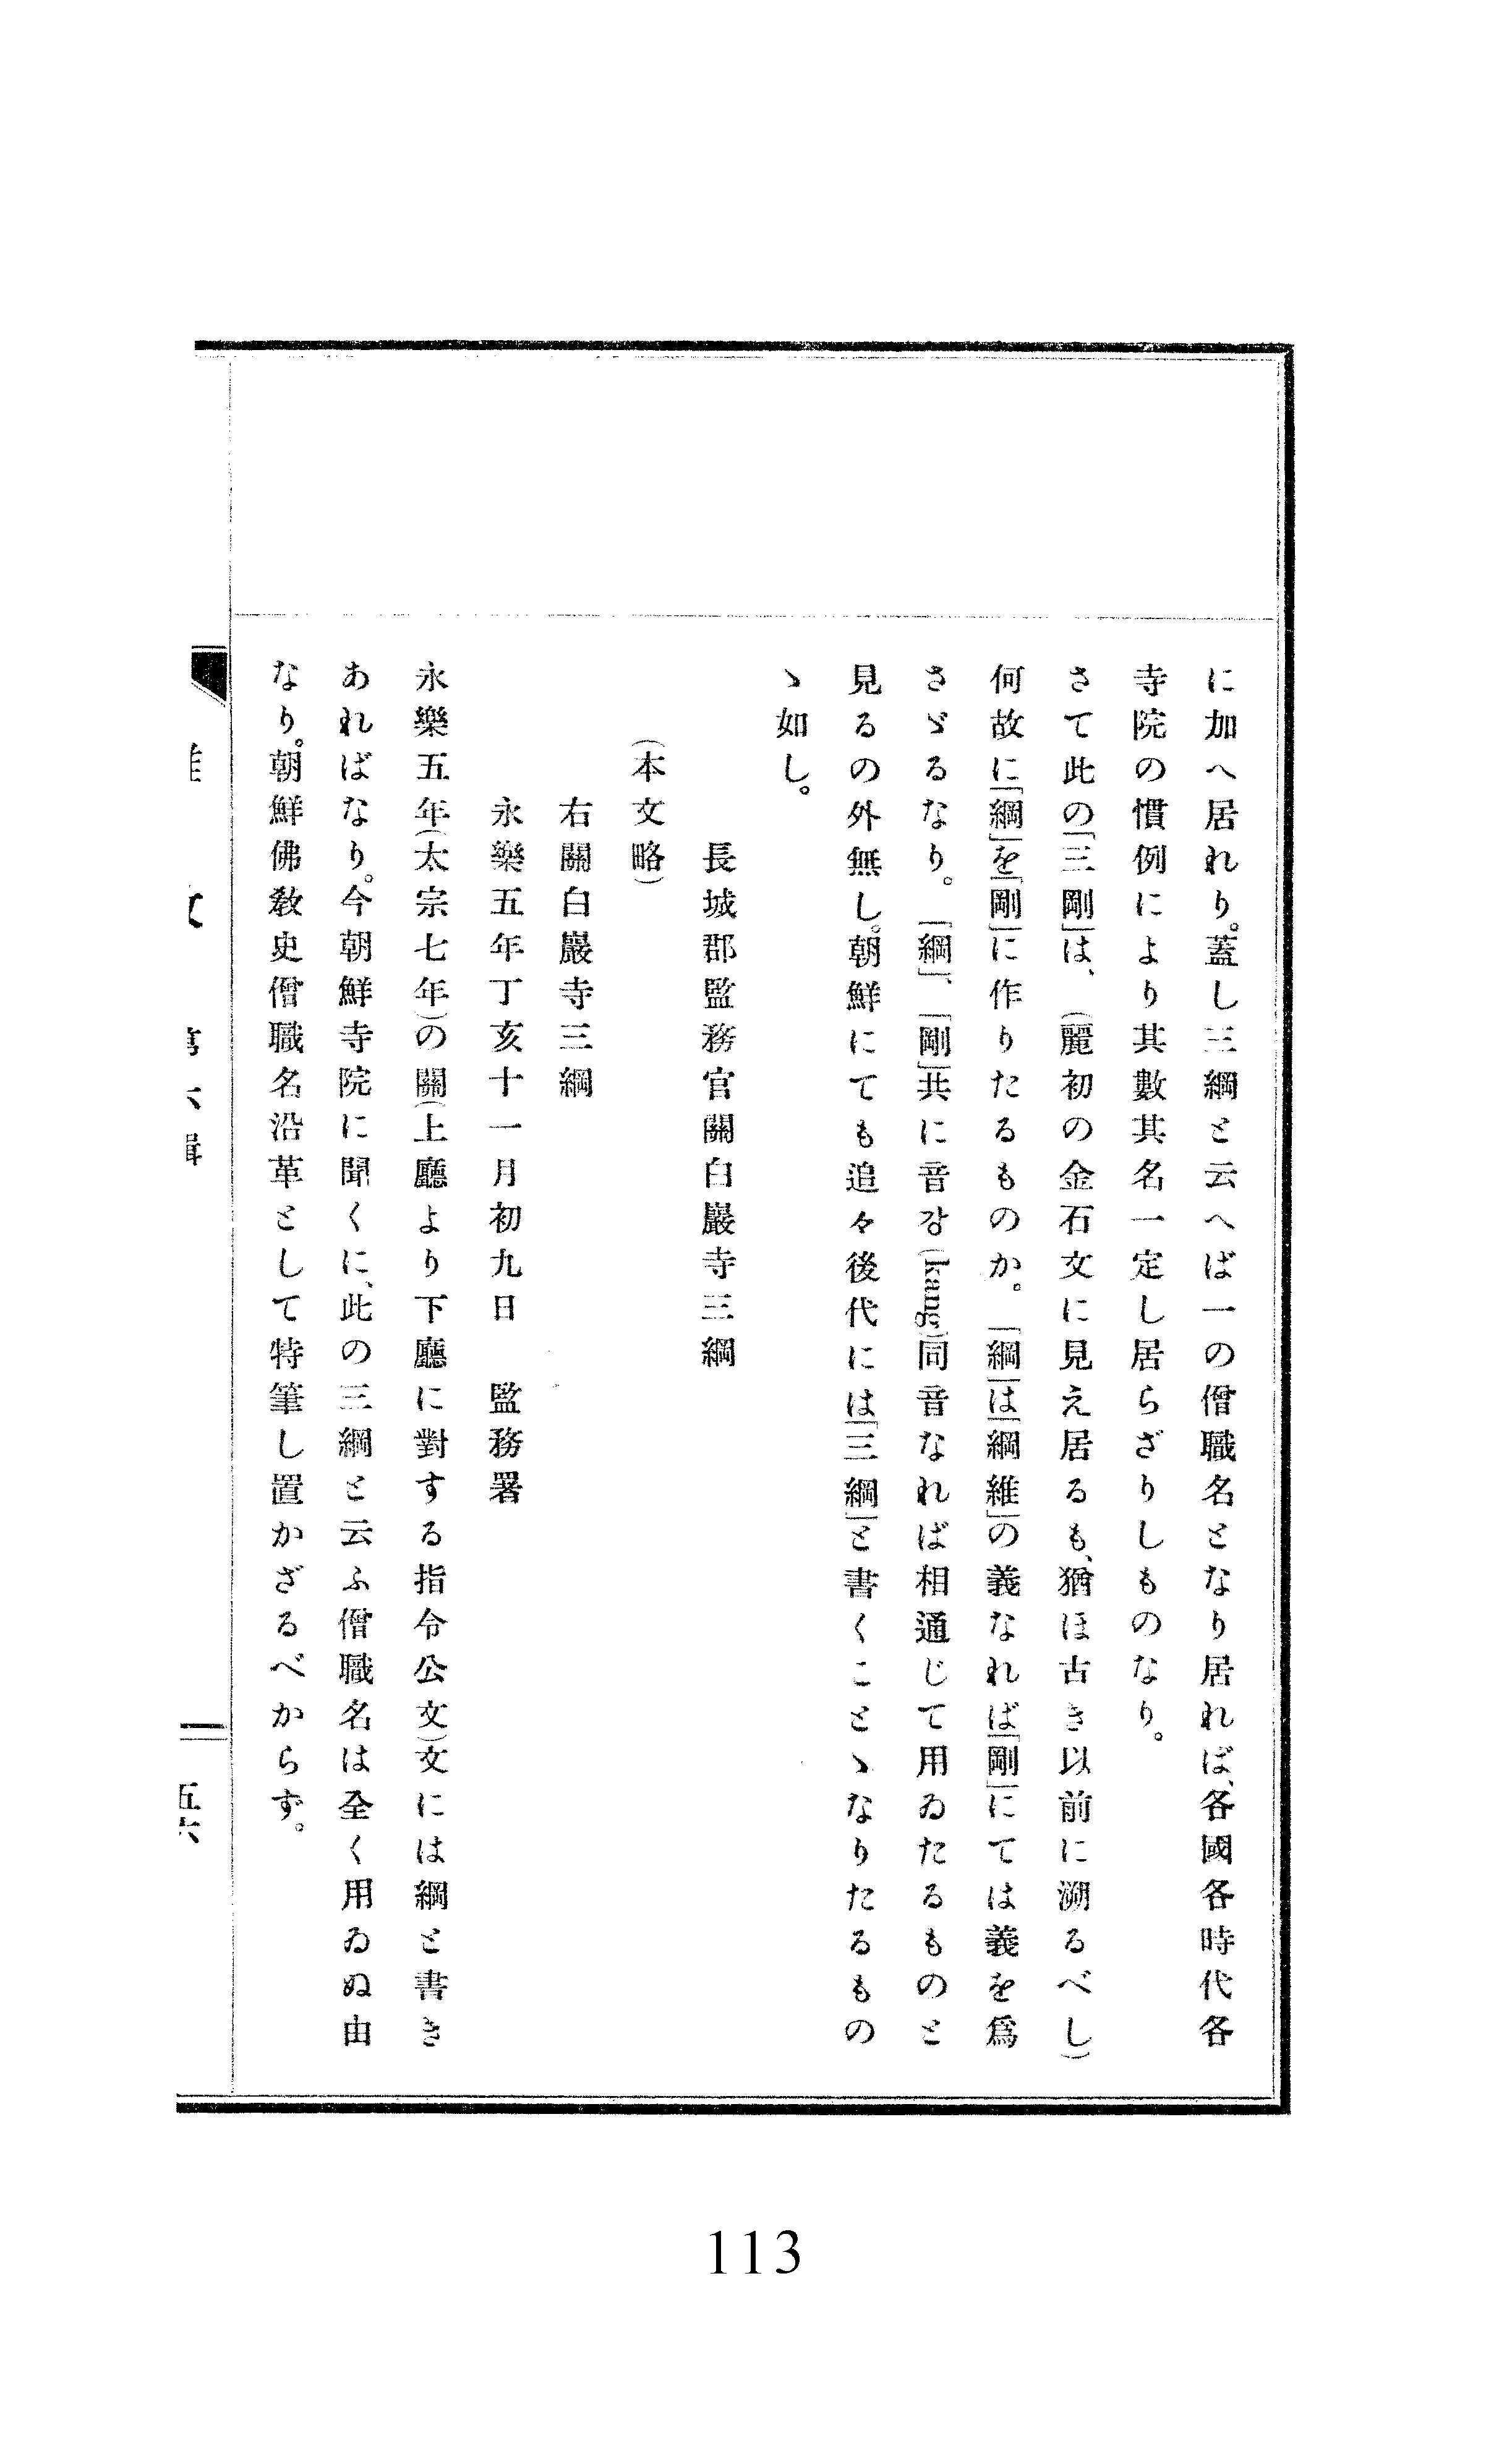 に加へ居れり。蓋し三綱と云へば一の僧職名となり居れば、各國各時代各
寺院の慣例により其數其名一定し居らざりしものなり。
さて此の「三剛」は、(麗初の金石文に見え居るも、猶ほ古き以前に溯るべし)
何故に「綱」を「剛」に作りたるものか。「綱」は「綱維」の義なれば「剛」にては義を爲
さゞるなり。「綱」、「剛」共に音강(kang)同音なれば相通じて用ゐたるものと
見るの外無し。朝鮮にても追々後代には「三綱」と書くことゝなりたるもの
ゝ如し。
長城郡監務官關白巖寺三綱
(本文略)
右關白巖寺三綱
永樂五年丁亥十一月初九日 監務署
永樂五年(太宗七年)の關(上廳より下廳に對する指令公文)文には綱と書き
あればなり。今朝鮮寺院に聞くに、此の三綱と云ふ僧職名は全く用ゐぬ由
なり。朝鮮佛教史僧職名沿革として特筆し置かざるべからず。
五六
113